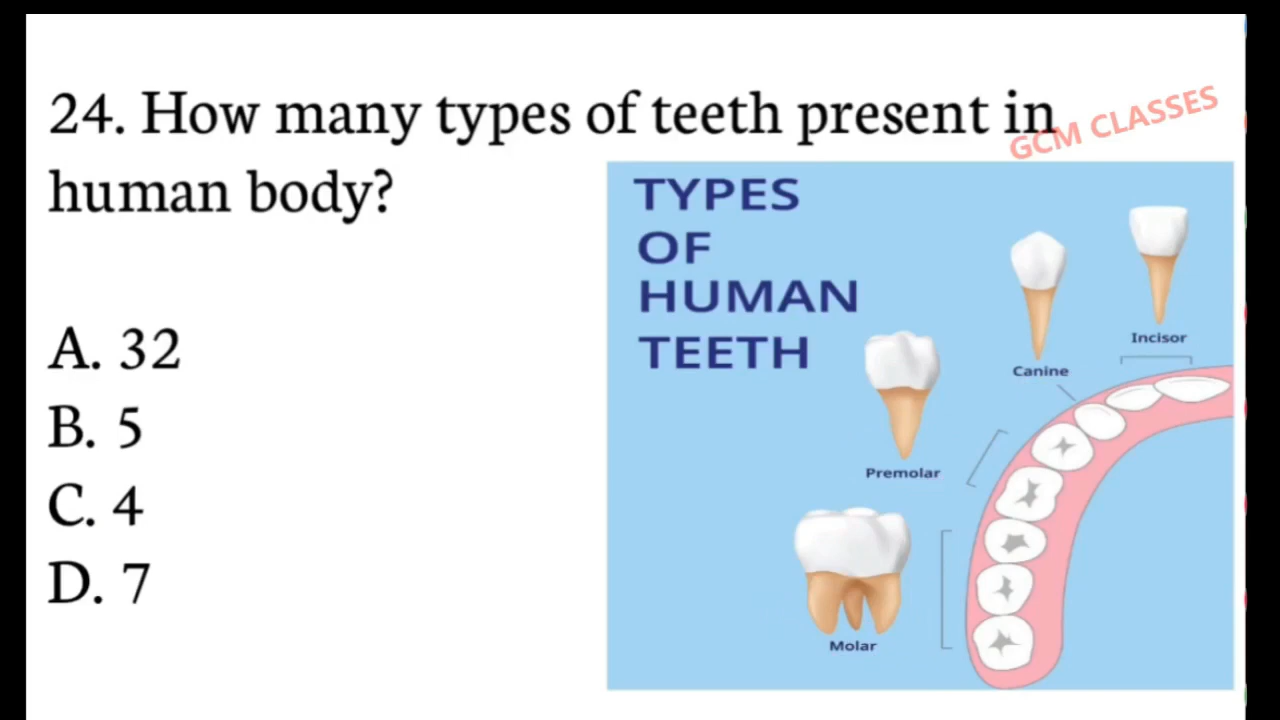 24. How many types of teeth present in
human body?
GCM CLASSES
A. 32
B. 5
C. 4
D. 7
TYPES
OF
HUMAN
TEETH
Incisor
Canine
Premolar
Molar